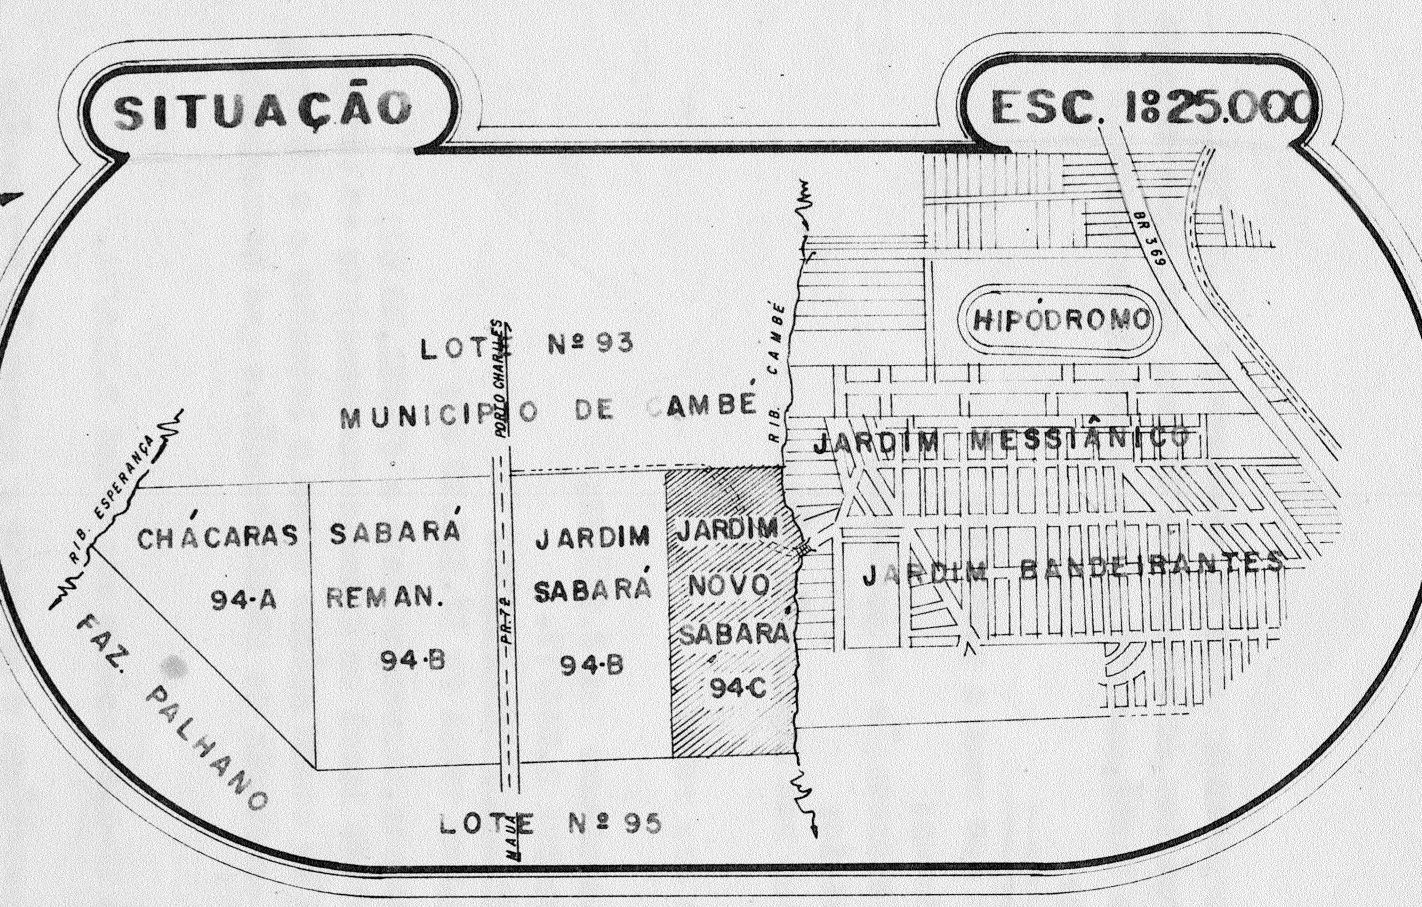 SITUAÇÃO
ESC. 1:25.000
BR 369
HIPÓDROMO
LOTE Nº 93
PORTO CHARLES
MUNICIPIO DE CAMBÉ
RIB. CAMBÉ
JARDIM MESSIÂNICO
RIB. ESPERANÇA
CHÁCARAS
94-A
SABARÁ
REMAN.
94-B
PR-72
JARDIM
SABARÁ
94-B
JARDIM
NOVO
SABARÁ
94-C
JARDIM BANDEIRANTES
FAZ. PALHANO
LOTE Nº 95
MAUÁ